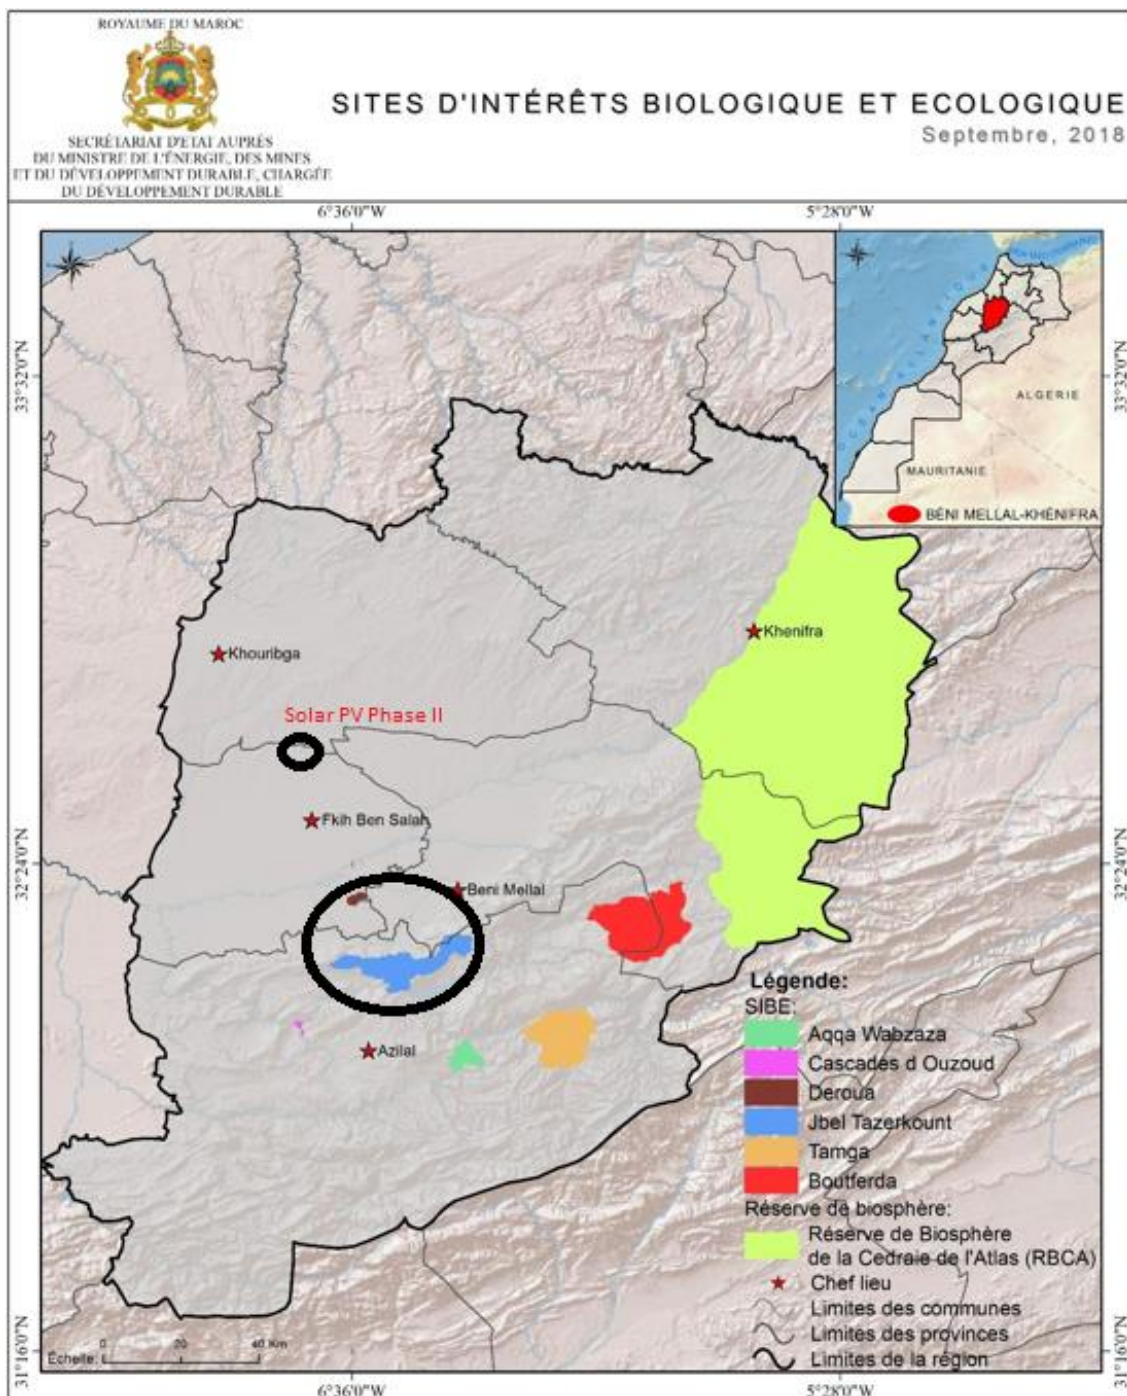 ROYAUME DU MAROC
SECRÉTARIAT D'ETAT AUPRÈS
DU MINISTRE DE L'ÉNERGIE, DES MINES
ET DU DÉVELOPPEMENT DURABLE, CHARGÉE
DU DÉVELOPPEMENT DURABLE
SITES D'INTÉRÊTS BIOLOGIQUE ET ECOLOGIQUE
Septembre, 2018
6°36'0"W
5°28'0"W
33°32'0"N
33°32'0"N
OCÉAN ATLANTIQUE
ALGERIE
MAURITANIE
BÉNI MELLAL-KHÉNIFRA
Khenifra
Khouribga
Solar PV Phase II
Fkih Ben Salah
32°24'0"N
32°24'0"N
Beni Mellal
Azilal
Légende:
SIBE:
Aqqa Wabzaza
Cascades d Ouzoud
Deroua
Jbel Tazerkount
Tamga
Boutferda
Réserve de biosphère:
Réserve de Biosphère
de la Cedraie de l'Atlas (RBCA)
Chef lieu
Limites des communes
Limites des provinces
Limites de la région
Échelle:
0
20
40 Km
31°16'0"N
31°16'0"N
6°36'0"W
5°28'0"W